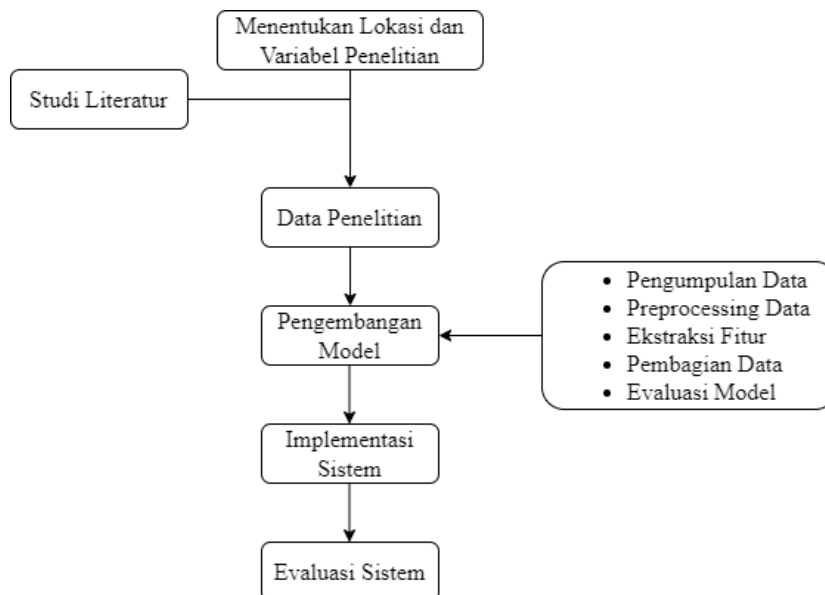 Menentukan Lokasi dan
Variabel Penelitian
Studi Literatur
Data Penelitian
Pengembangan
Model
• Pengumpulan Data
• Preprocessing Data
• Ekstraksi Fitur
• Pembagian Data
• Evaluasi Model
Implementasi
Sistem
Evaluasi Sistem